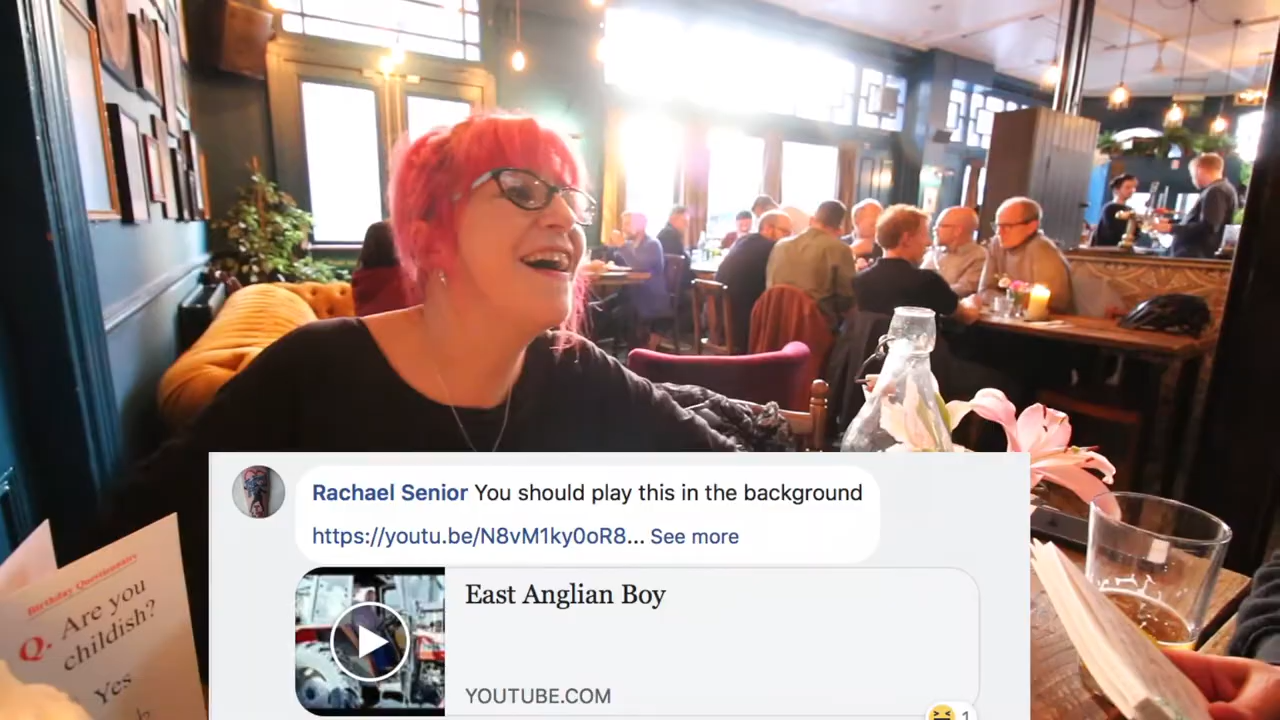 Rachael Senior You should play this in the background
https://youtu.be/N8vM1ky0oR8... See more
East Anglian Boy
YOUTUBE.COM
1
Birthday Questionnaire
Q. Are you
childish?
Yes